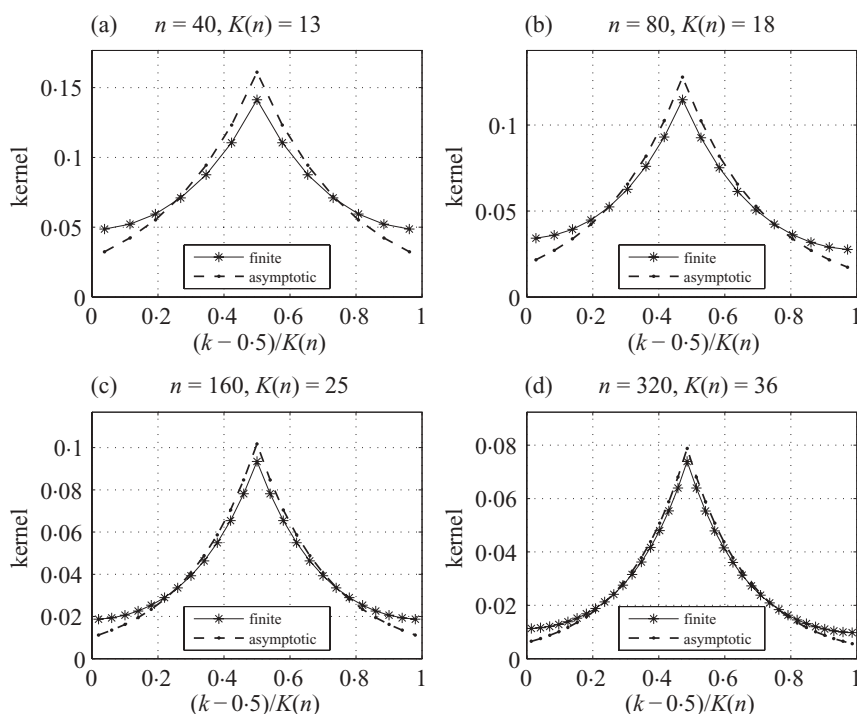 (a) n = 40, K(n) = 13
kernel
0·15
0·1
0·05
0
finite
asymptotic
0 0·2 0·4 0·6 0·8 1
(k − 0·5)/K(n)
(b) n = 80, K(n) = 18
kernel
0·1
0·05
0
finite
asymptotic
0 0·2 0·4 0·6 0·8 1
(k − 0·5)/K(n)
(c) n = 160, K(n) = 25
kernel
0·1
0·08
0·06
0·04
0·02
0
finite
asymptotic
0 0·2 0·4 0·6 0·8 1
(k − 0·5)/K(n)
(d) n = 320, K(n) = 36
kernel
0·08
0·06
0·04
0·02
0
finite
asymptotic
0 0·2 0·4 0·6 0·8 1
(k − 0·5)/K(n)